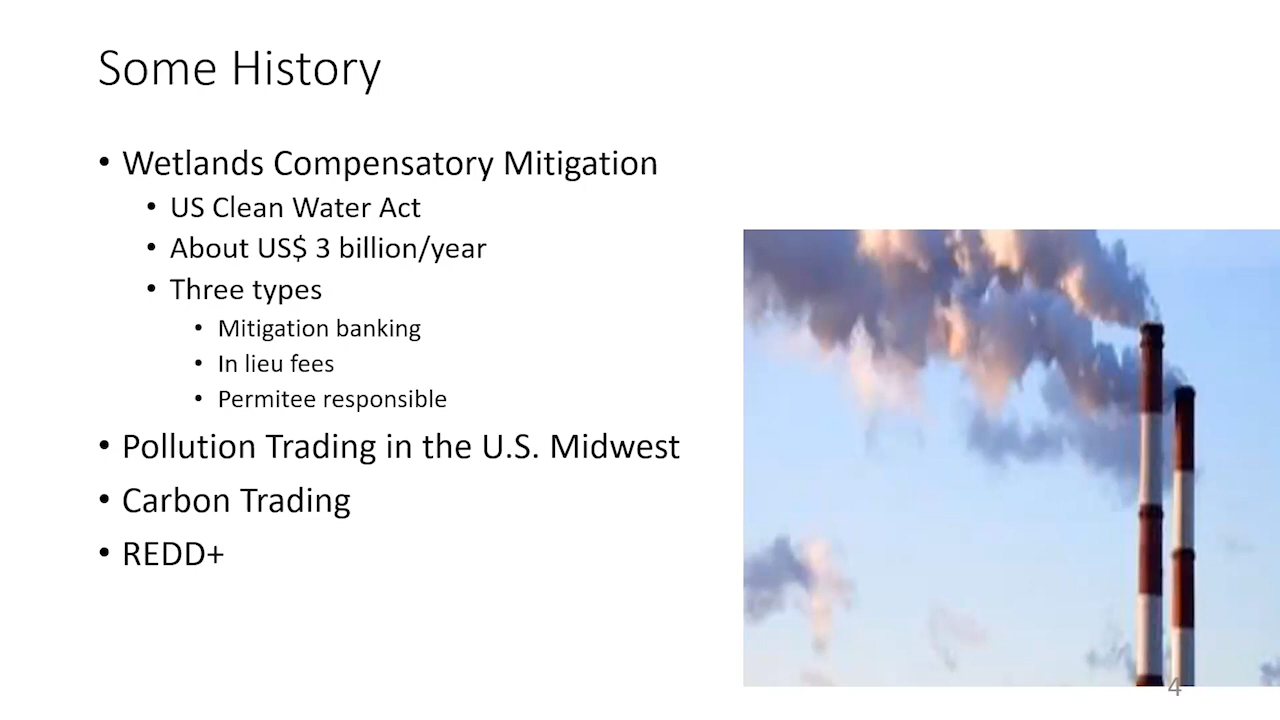 Some History
• Wetlands Compensatory Mitigation
• US Clean Water Act
• About US$ 3 billion/year
• Three types
• Mitigation banking
• In lieu fees
• Permitee responsible
• Pollution Trading in the U.S. Midwest
• Carbon Trading
• REDD+
4